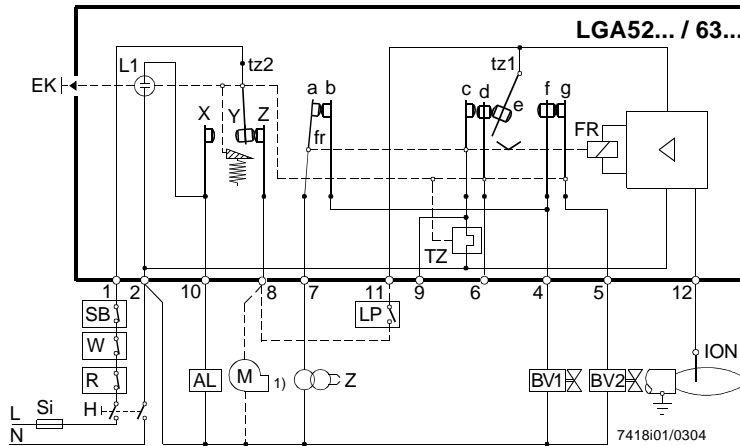 LGA52... / 63...
L1
tz2
tz1
EK
a b
c d e f g
X Y Z
fr
FR
TZ
1 2 10 8 7 11 9 6 4 5 12
SB
LP
W
R
AL
M
1)
Z
BV1
BV2
ION
L
Si
H
N
7418i01/0304